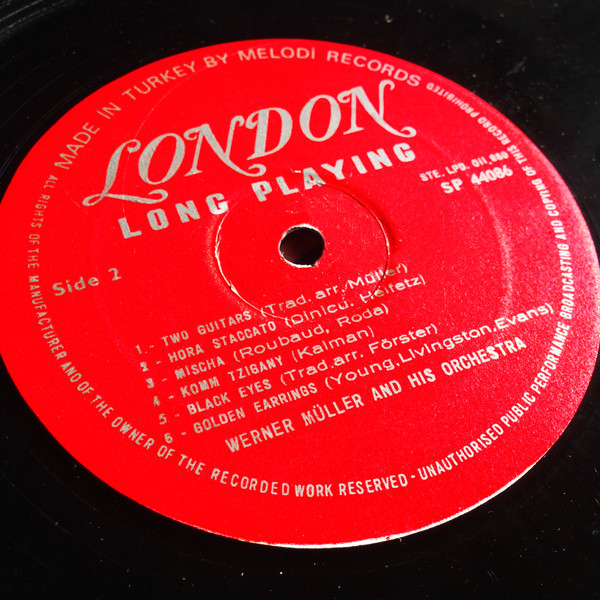 MADE IN TURKEY BY MELODİ RECORDS
LONDON
LONG PLAYING
STE. LPD. 011.880
SP 44086
Side 2
1.- TWO GUITARS (Trad. arr. Müller)
2 - HORA STACCATO (Dinicu. Heifetz)
3 - MISCHA (Roubaud, Roda)
4 - KOMM TZIGANY (Kalman)
5 - BLACK EYES (Trad.arr. Förster)
6 - GOLDEN EARRINGS (Young,Livingston,Evans)
WERNER MÜLLER AND HIS ORCHESTRA
ALL RIGHTS OF THE MANUFACTURER AND OF THE OWNER OF THE RECORDED WORK RESERVED - UNAUTHORISED PUBLIC PERFORMANCE BROADCASTING AND COPYING OF THIS RECORD PROHIBITED